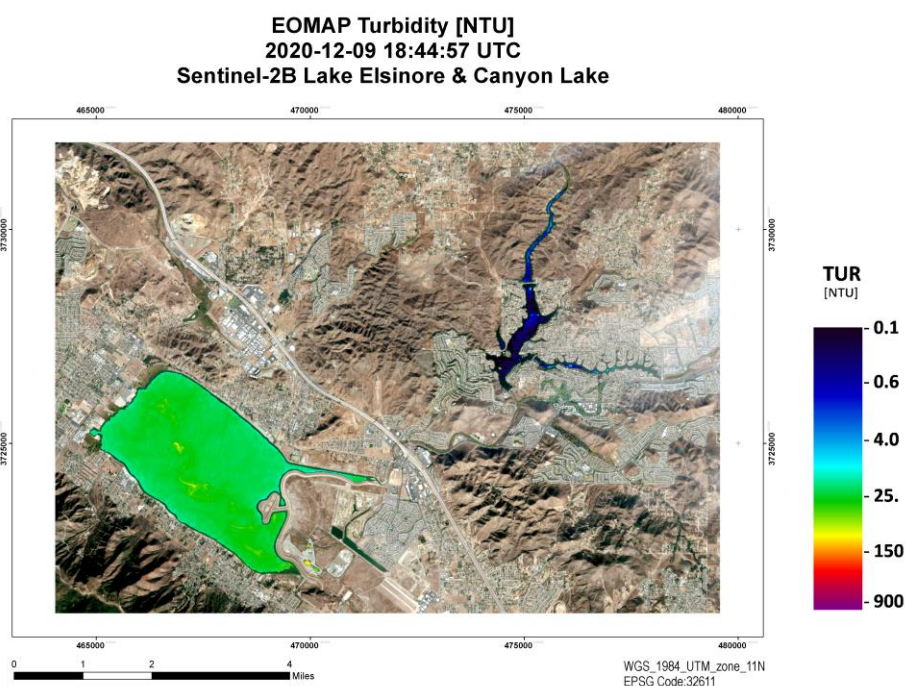 EOMAP Turbidity [NTU]
2020-12-09 18:44:57 UTC
Sentinel-2B Lake Elsinore & Canyon Lake
465000 470000 475000 480000
3730000 3730000
3725000 3725000
TUR
[NTU]
0.1
0.6
4.0
25.
150
900
465000 470000 475000 480000
0 1 2 4
Miles
WGS_1984_UTM_zone_11N
EPSG Code:32611